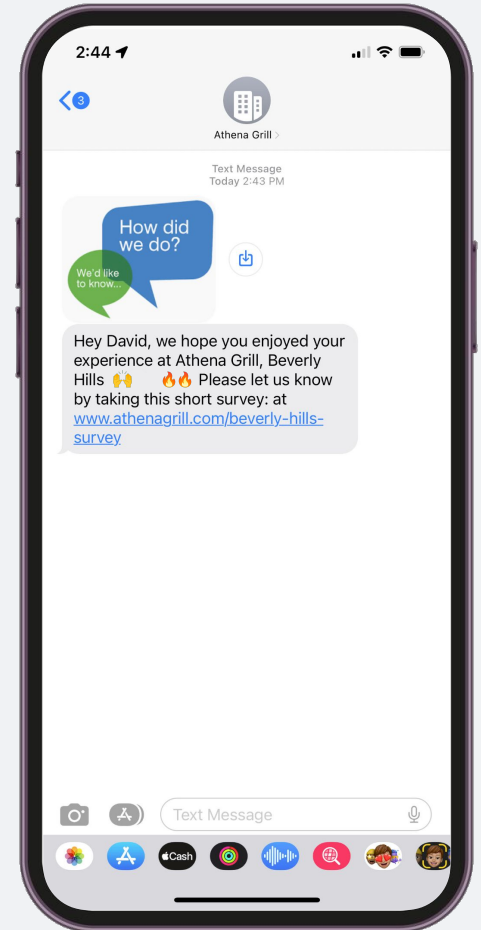 2:44
3
Athena Grill
Text Message
Today 2:43 PM
How did
we do?
We'd like
to know...
Hey David, we hope you enjoyed your
experience at Athena Grill, Beverly
Hills 🙌 🔥🔥 Please let us know
by taking this short survey: at
www.athenagrill.com/beverly-hills-
survey
Text Message
Cash